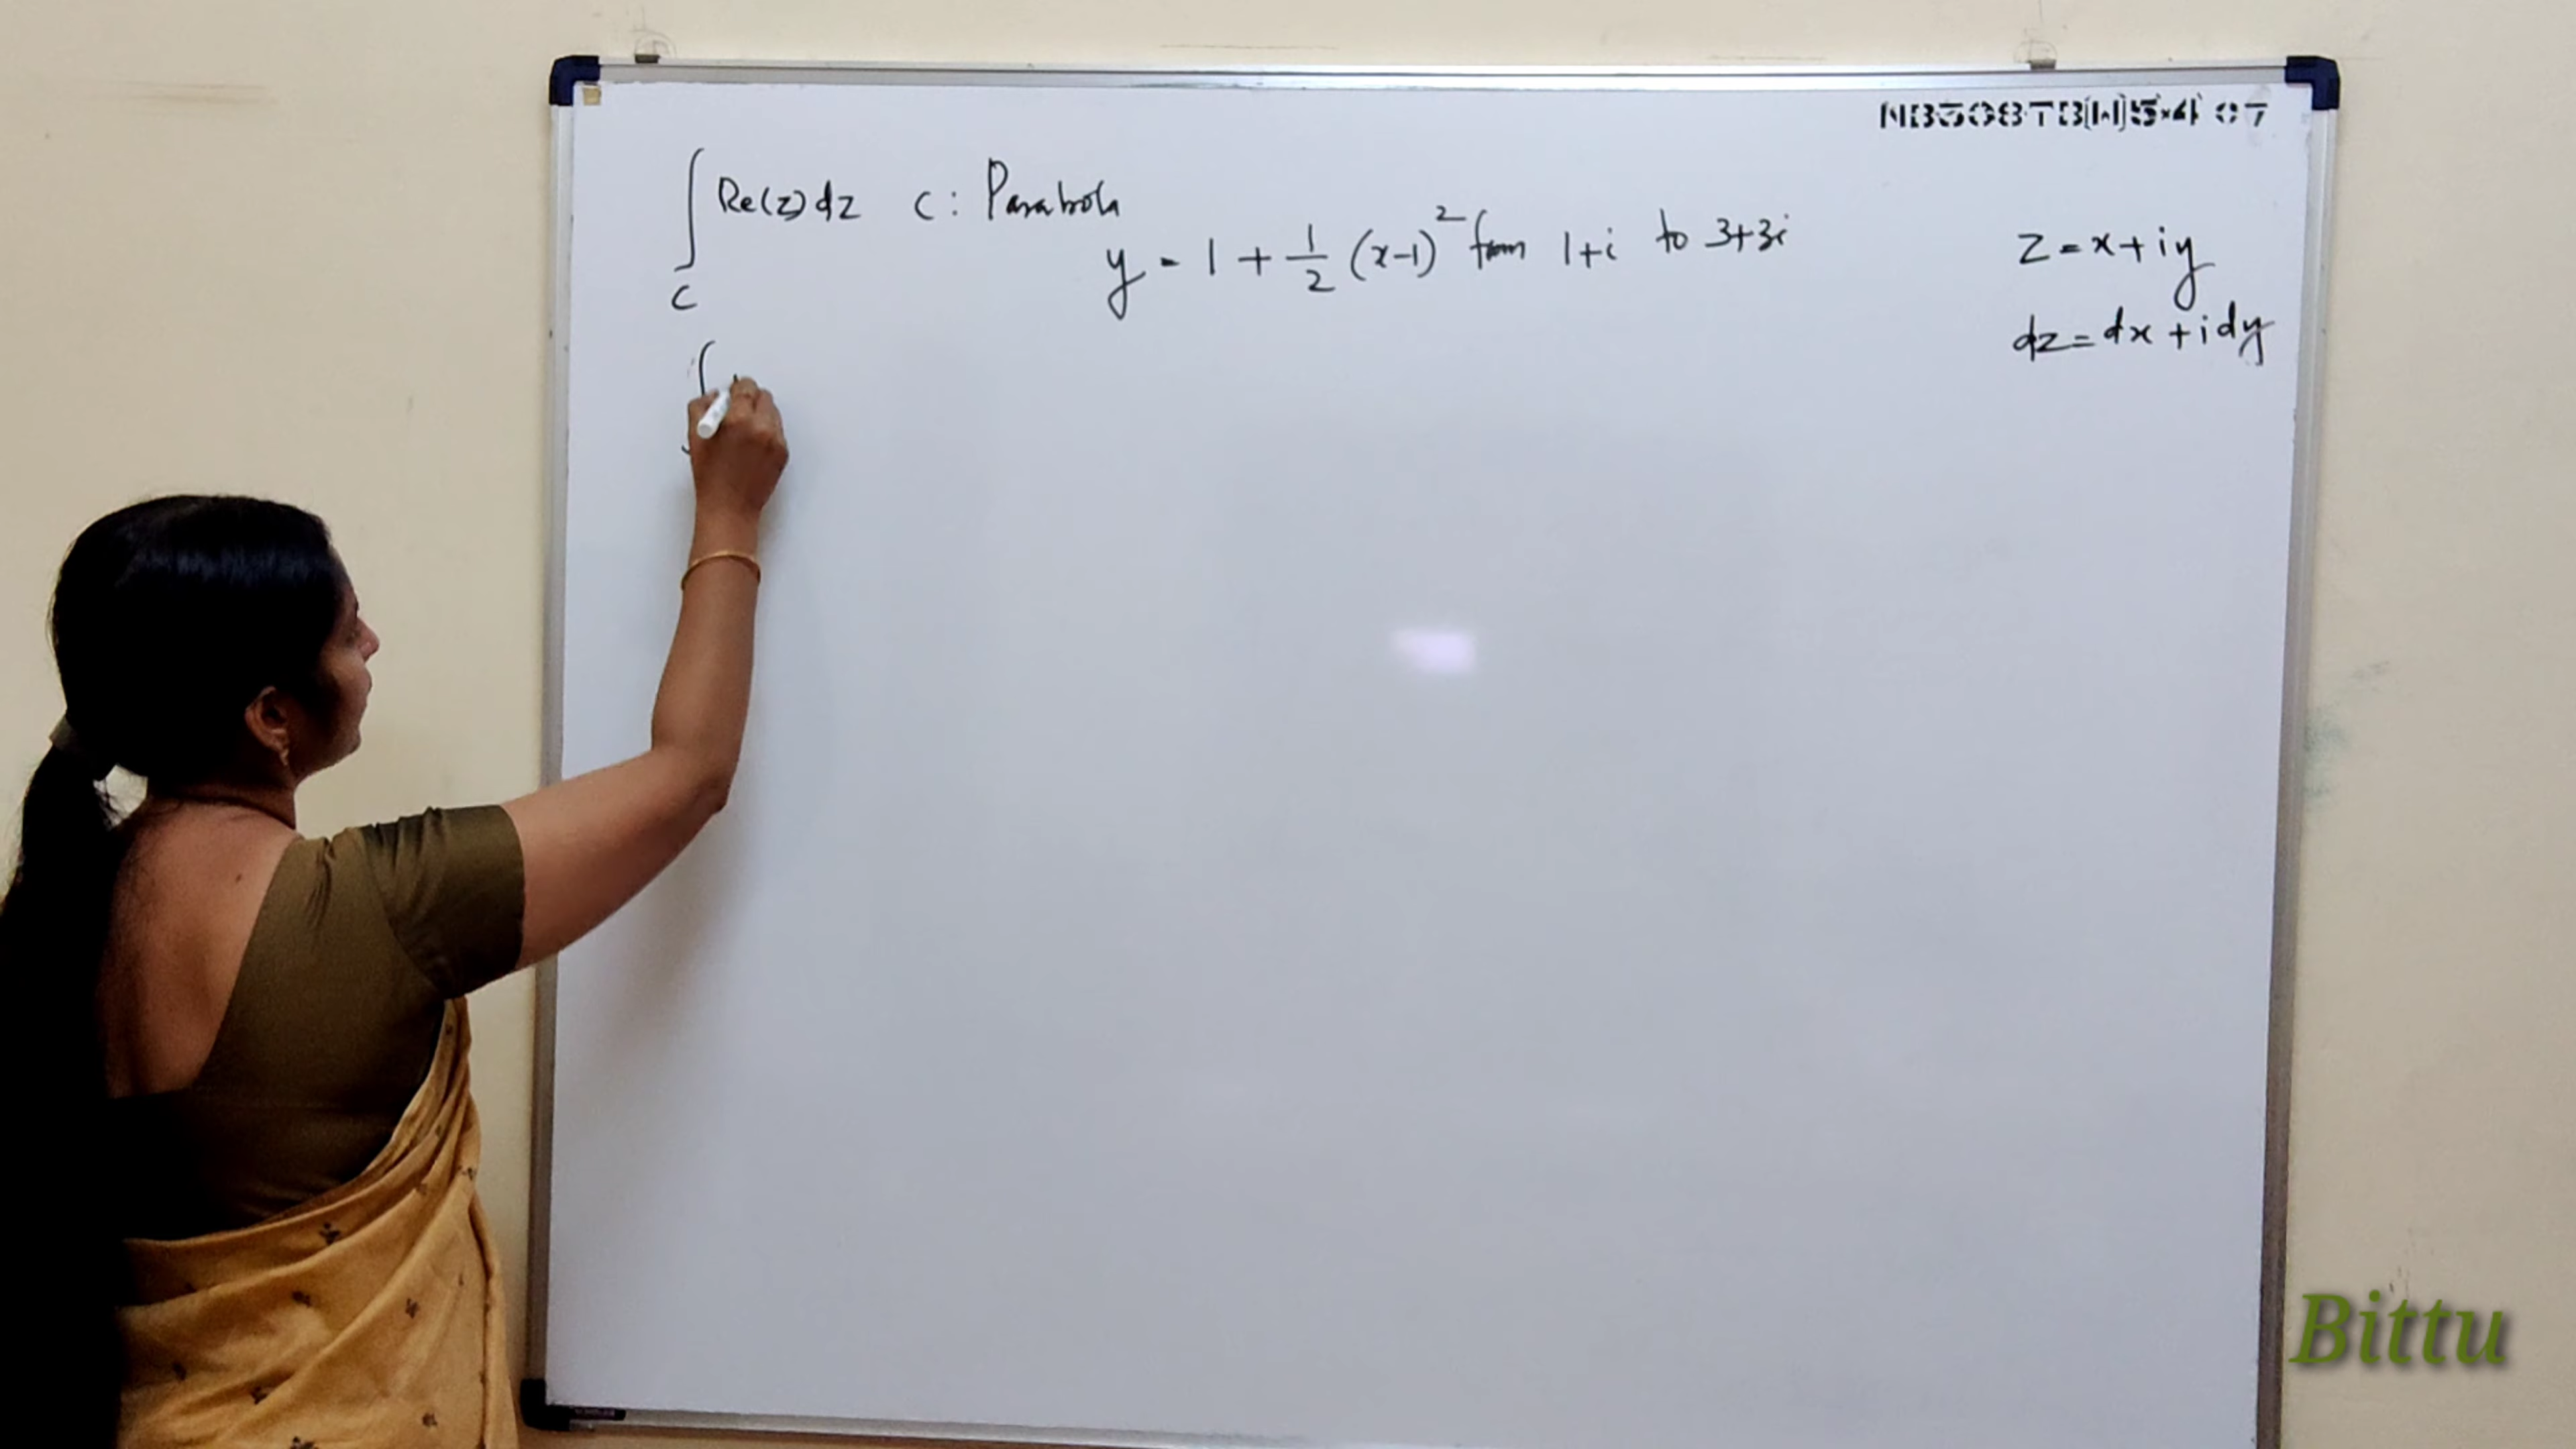 ∫ Re(z) dz C : Parabola
C
y = 1 + 1/2 (x-1)² from 1+i to 3+3i
z = x + iy
dz = dx + i dy
∫
Bittu